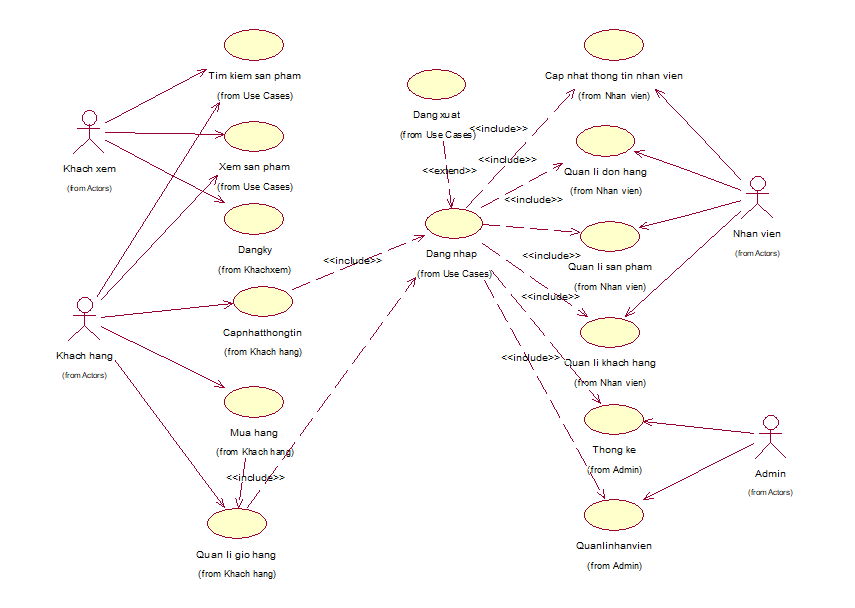 Tim kiem san pham
(from Use Cases)
Xem san pham
(from Use Cases)
Khach xem
(from Actors)
Dangky
(from Khachxem)
Khach hang
(from Actors)
Capnhatthongtin
(from Khach hang)
Mua hang
(from Khach hang)
<<include>>
Quan li gio hang
(from Khach hang)
<<include>>
Dang xuat
(from Use Cases)
<<extend>>
Dang nhap
(from Use Cases)
<<include>>
<<include>>
<<include>>
<<include>>
<<include>>
<<include>>
Cap nhat thong tin nhan vien
(from Nhan vien)
Quan li don hang
(from Nhan vien)
Quan li san pham
(from Nhan vien)
Quan li khach hang
(from Nhan vien)
Nhan vien
(from Actors)
Thong ke
(from Admin)
Quanlinhanvien
(from Admin)
Admin
(from Actors)